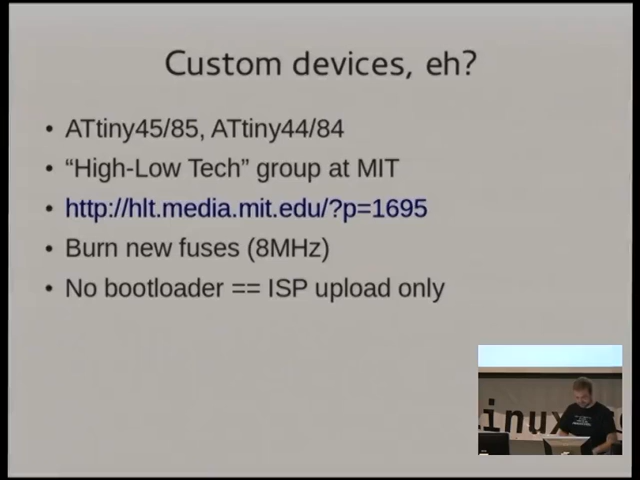 Custom devices, eh?
• ATtiny45/85, ATtiny44/84
• “High-Low Tech” group at MIT
• http://hlt.media.mit.edu/?p=1695
• Burn new fuses (8MHz)
• No bootloader == ISP upload only
inux